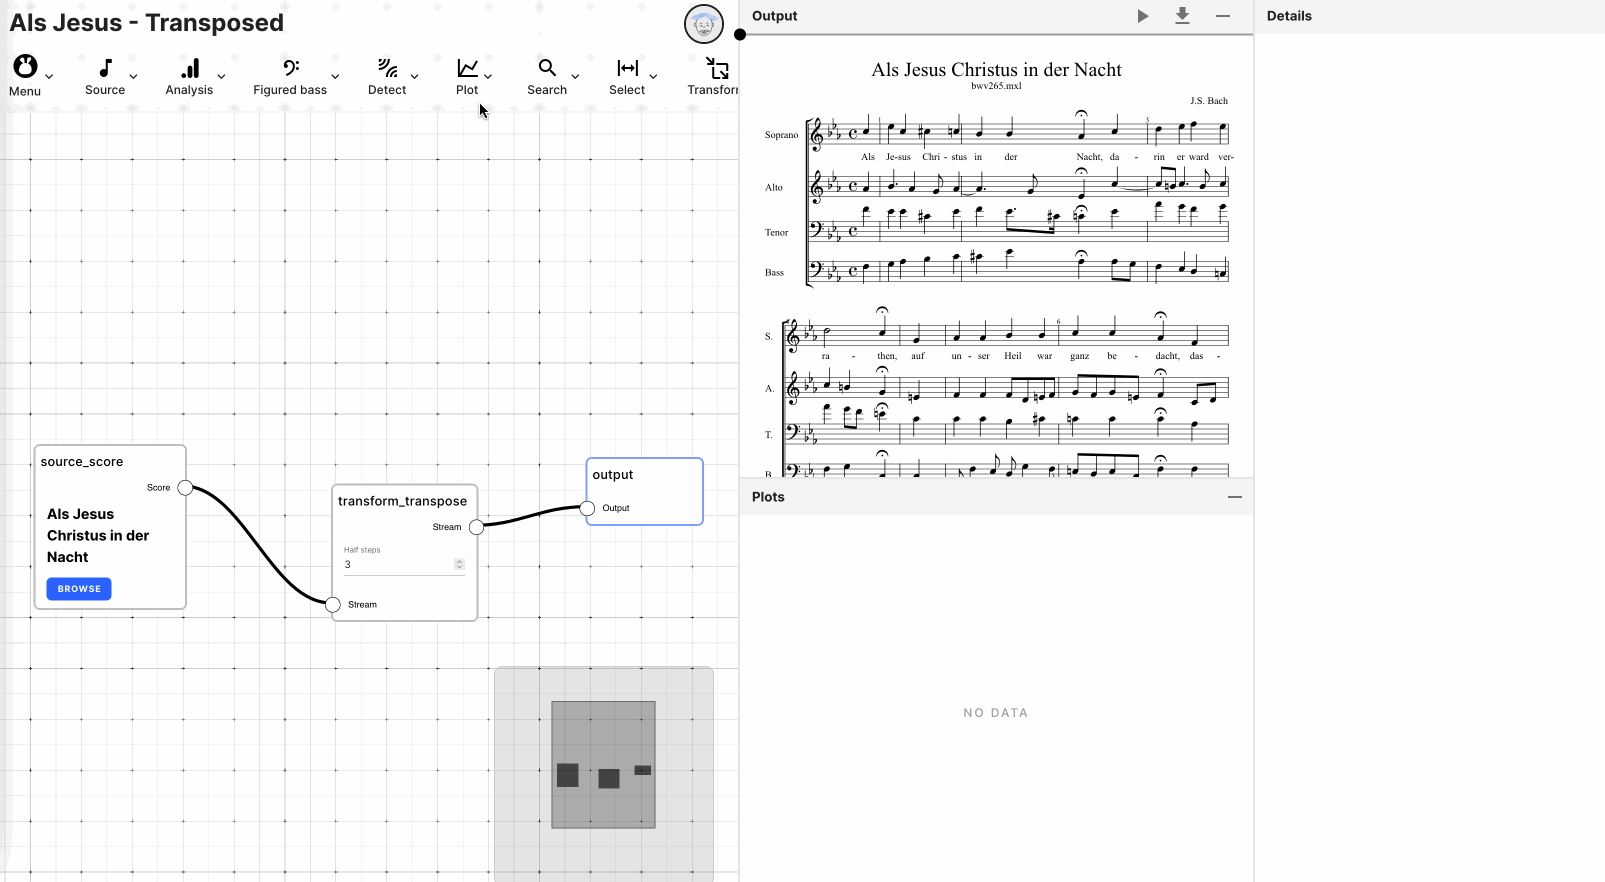 Als Jesus - Transposed
Menu
Source
Analysis
Figured bass
Detect
Plot
Search
Select
Transfor
source_score
Score
Als Jesus
Christus in der
Nacht
BROWSE
transform_transpose
Stream
Half steps
3
Stream
output
Output
Output
Als Jesus Christus in der Nacht
bwv265.mxl
J.S. Bach
3
Soprano
Als Je-sus Chri - stus in der Nacht, da - rin er ward ver-
Alto
Tenor
Bass
6
S.
ra - then, auf un - ser Heil war ganz be - dacht, das -
A.
T.
B.
Plots
NO DATA
Details